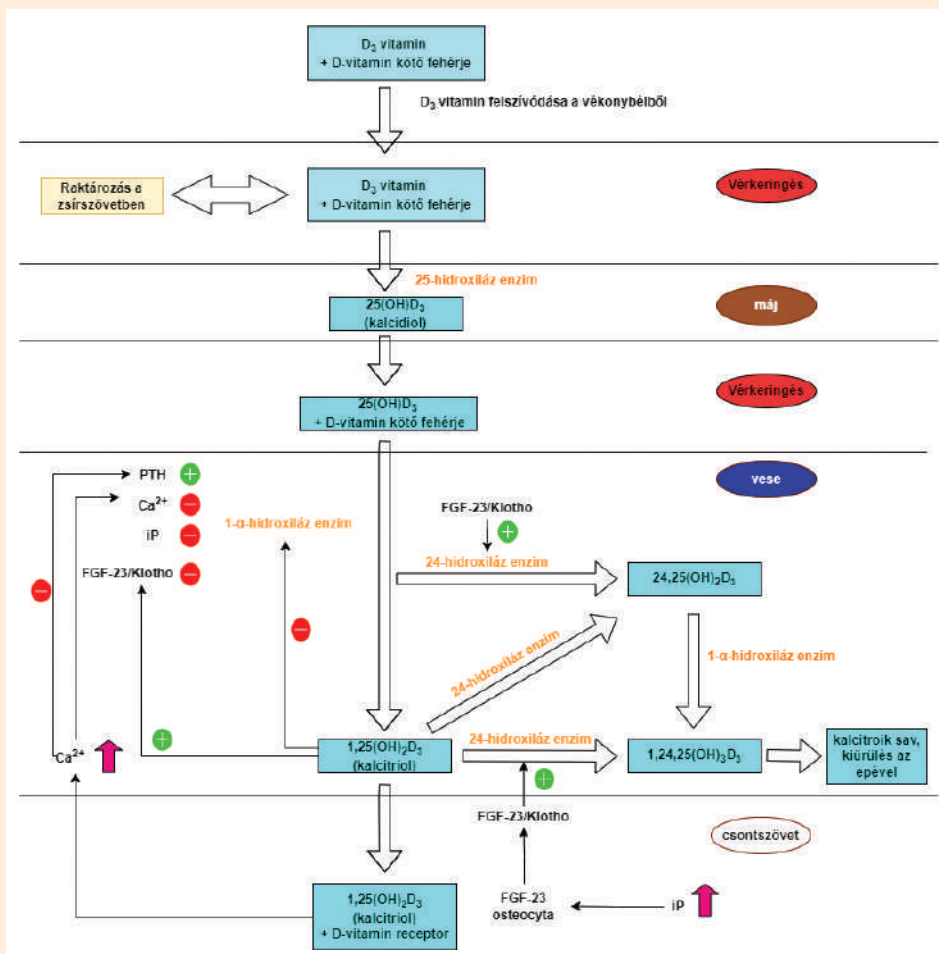 D₃ vitamin
+ D-vitamin kötő fehérje
D₃ vitamin felszívódása a vékonybélből
Raktározás a
zsírszövetben
D₃ vitamin
+ D-vitamin kötő fehérje
Vérkeringés
25-hidroxiláz enzim
25(OH)D₃
(kalcidiol)
máj
25(OH)D₃
+ D-vitamin kötő fehérje
Vérkeringés
vese
PTH +
Ca²⁺ −
iP −
FGF-23/Klotho −
1-α-hidroxiláz enzim
FGF-23/Klotho
+
24-hidroxiláz enzim
24,25(OH)₂D₃
−
−
24-hidroxiláz enzim
1-α-hidroxiláz enzim
Ca²⁺
+
1,25(OH)₂D₃
(kalcitriol)
24-hidroxiláz enzim
+
1,24,25(OH)₃D₃
kalcitroik sav,
kiürülés az
epével
FGF-23/Klotho
csontszövet
1,25(OH)₂D₃
(kalcitriol)
+ D-vitamin receptor
FGF-23
osteocyta
iP